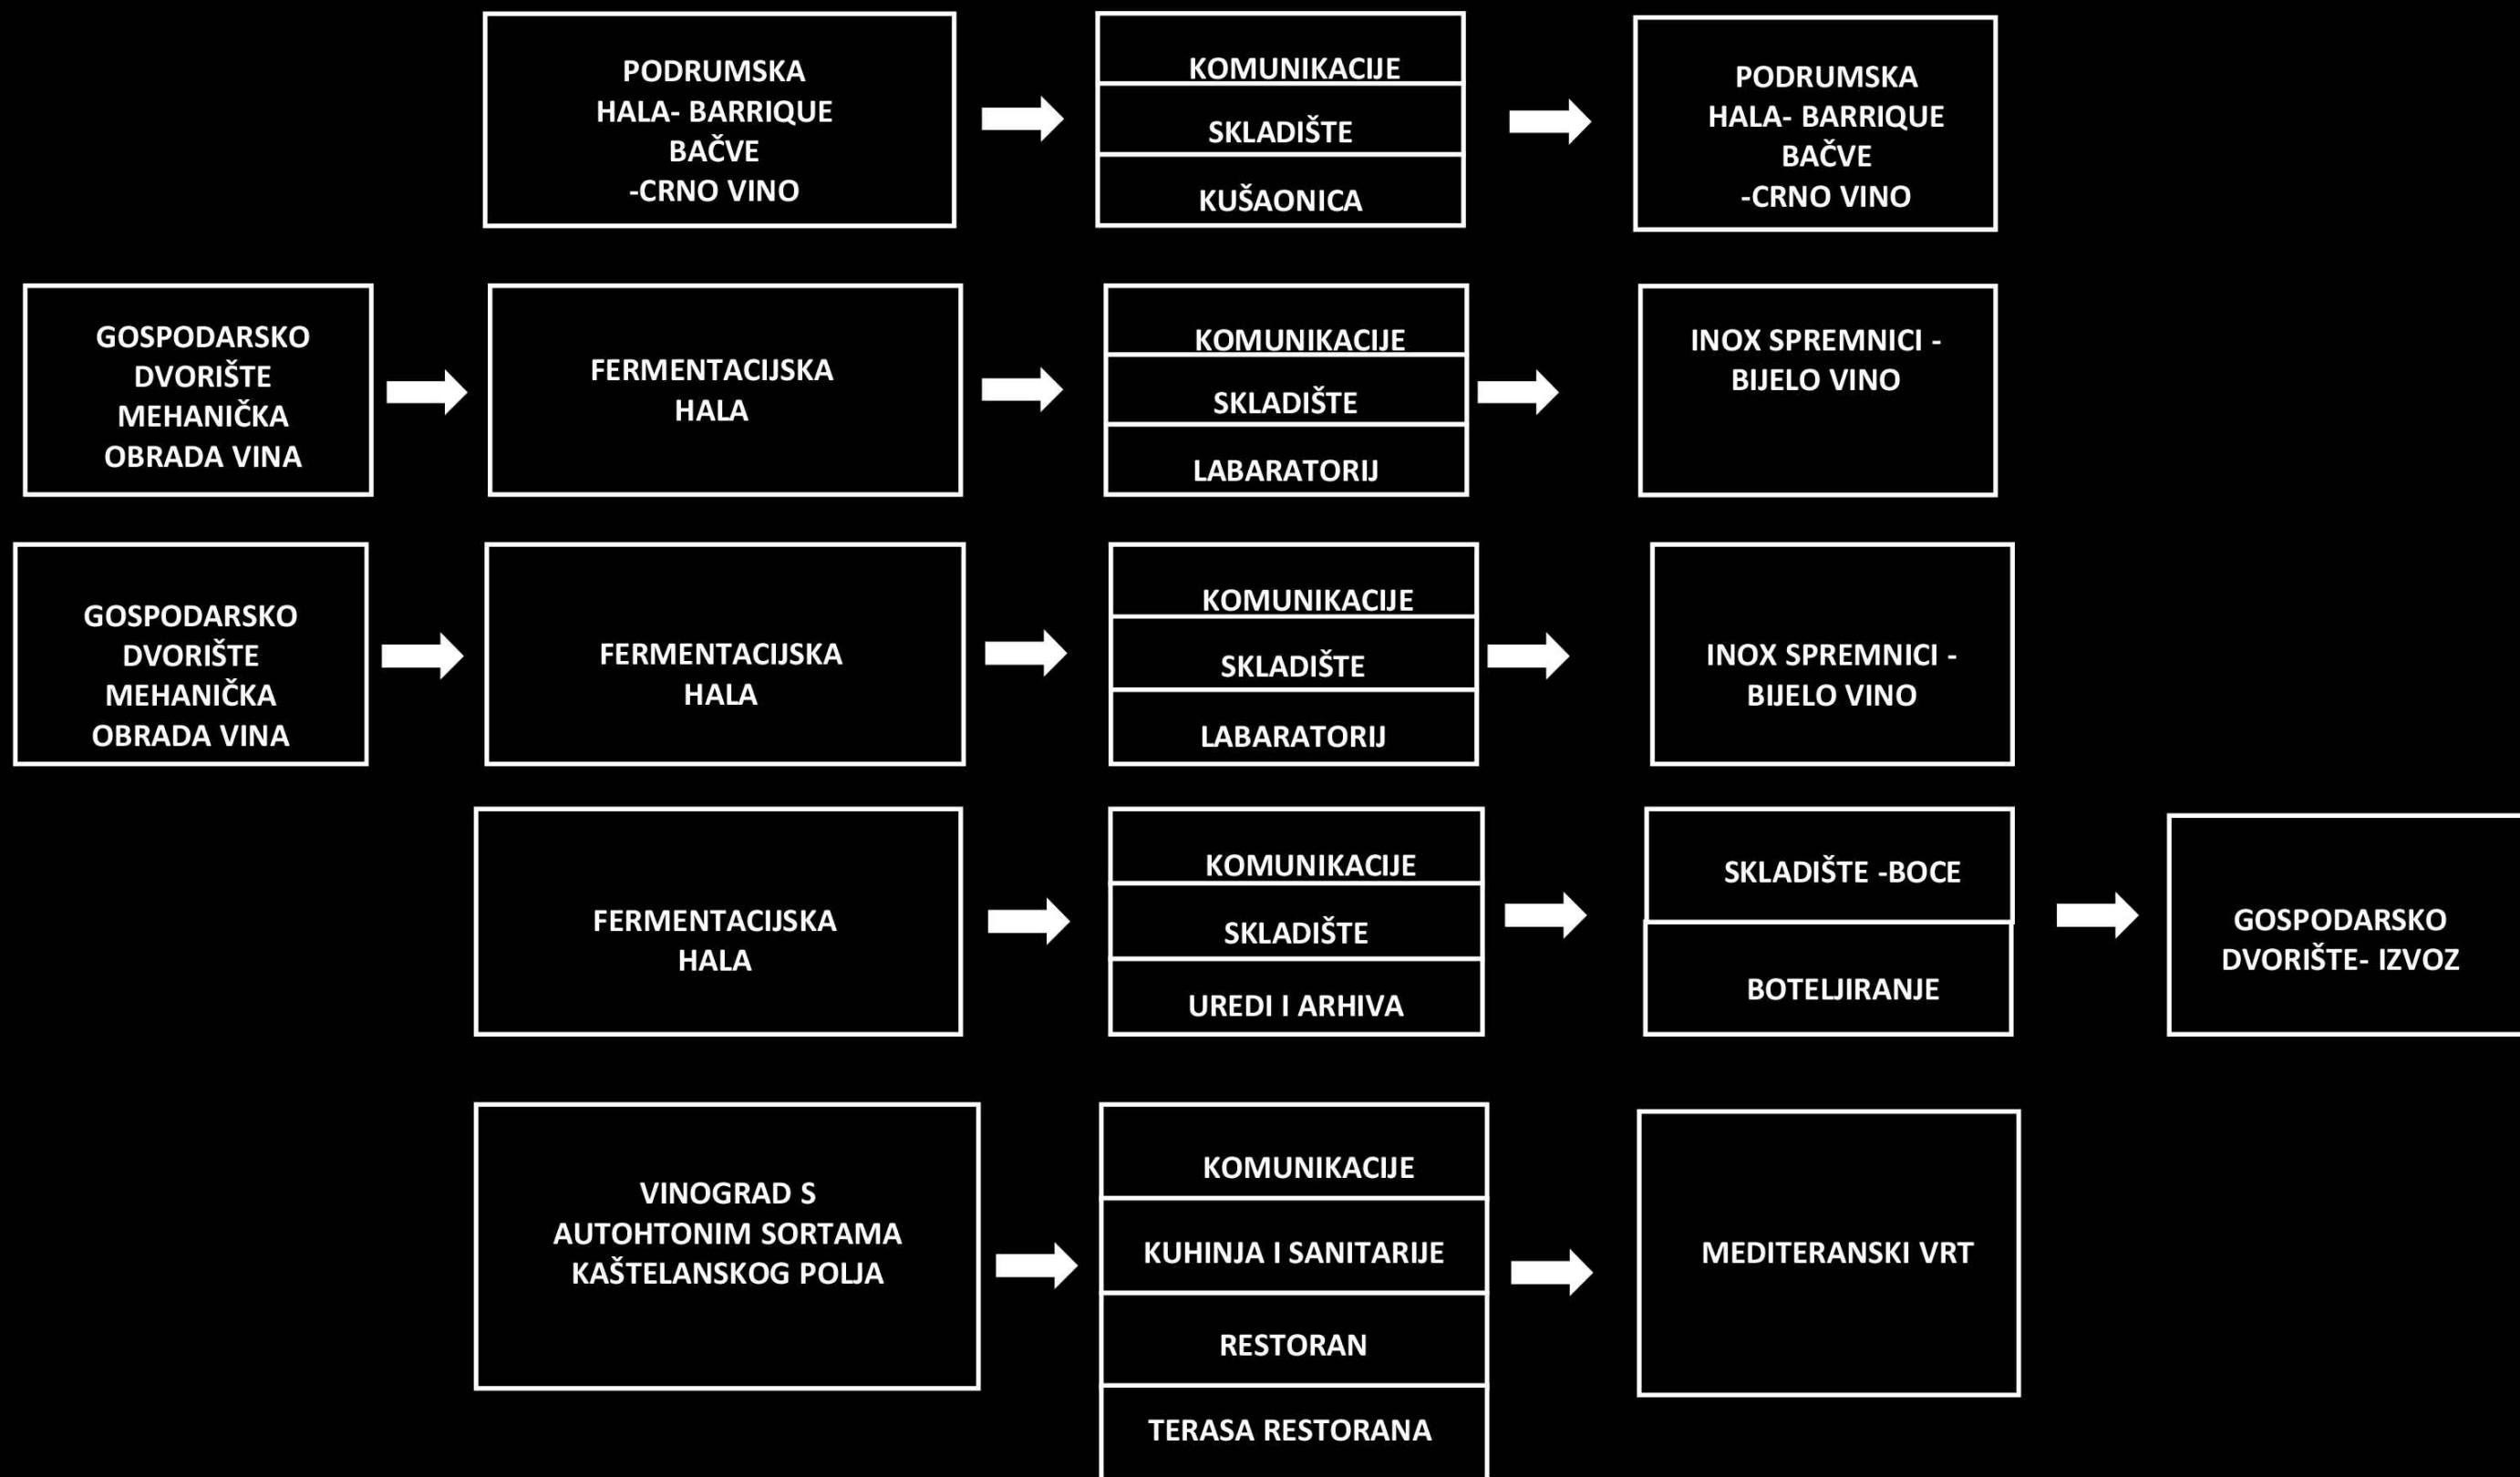 PODRUMSKA
HALA- BARRIQUE
BAČVE
-CRNO VINO
KOMUNIKACIJE
SKLADIŠTE
KUŠAONICA
PODRUMSKA
HALA- BARRIQUE
BAČVE
-CRNO VINO
GOSPODARSKO
DVORIŠTE
MEHANIČKA
OBRADA VINA
FERMENTACIJSKA
HALA
KOMUNIKACIJE
SKLADIŠTE
LABARATORIJ
INOX SPREMNICI -
BIJELO VINO
GOSPODARSKO
DVORIŠTE
MEHANIČKA
OBRADA VINA
FERMENTACIJSKA
HALA
KOMUNIKACIJE
SKLADIŠTE
LABARATORIJ
INOX SPREMNICI -
BIJELO VINO
FERMENTACIJSKA
HALA
KOMUNIKACIJE
SKLADIŠTE
UREDI I ARHIVA
SKLADIŠTE -BOCE
BOTELJIRANJE
GOSPODARSKO
DVORIŠTE- IZVOZ
VINOGRAD S
AUTOHTONIM SORTAMA
KAŠTELANSKOG POLJA
KOMUNIKACIJE
KUHINJA I SANITARIJE
RESTORAN
TERASA RESTORANA
MEDITERANSKI VRT